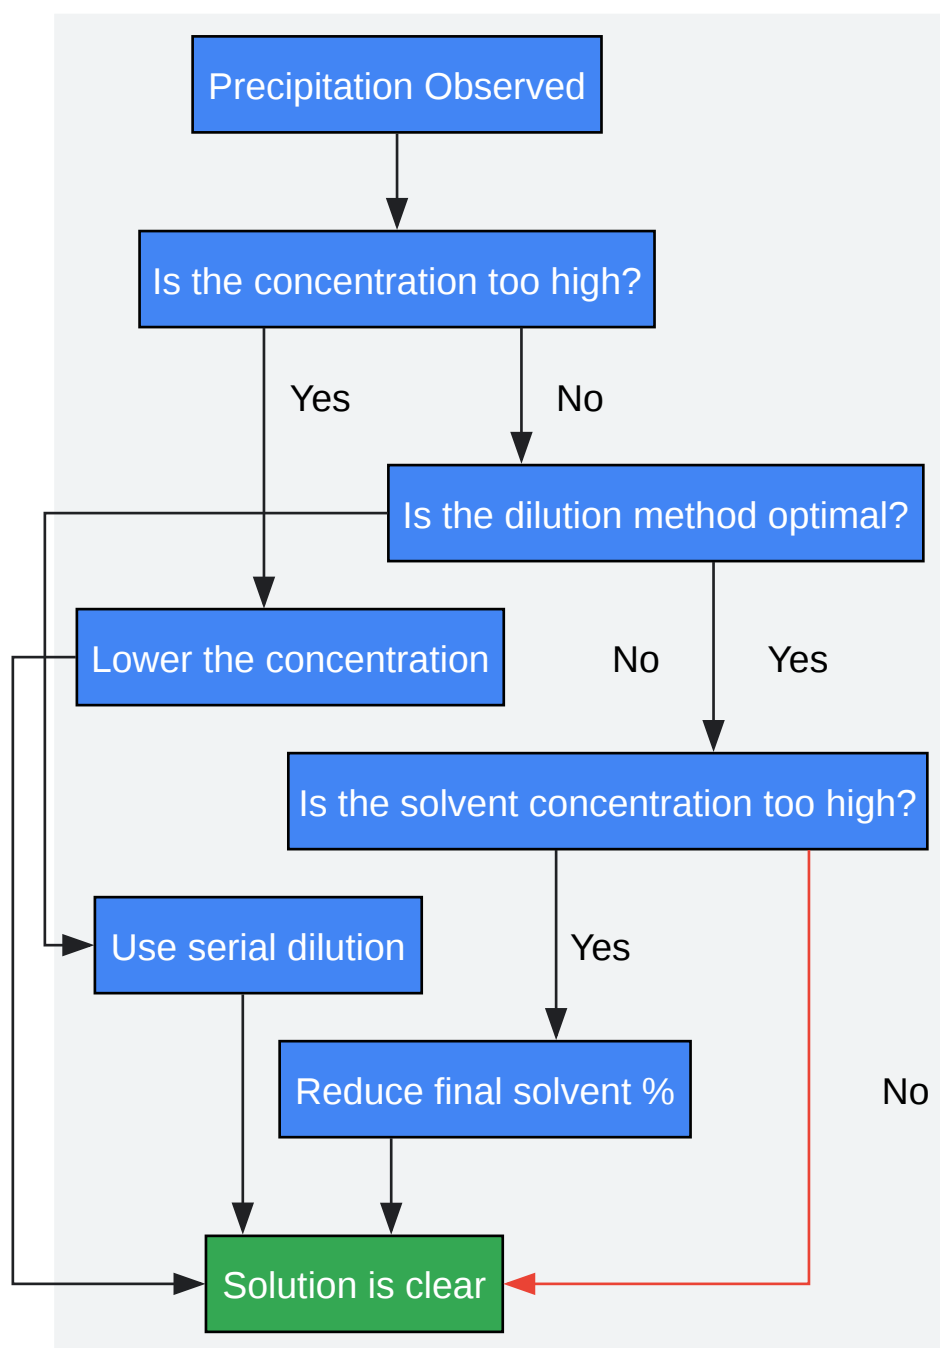 Precipitation Observed
Is the concentration too high?
Yes
No
Is the dilution method optimal?
Lower the concentration
No
Yes
Is the solvent concentration too high?
Use serial dilution
Yes
Reduce final solvent %
No
Solution is clear